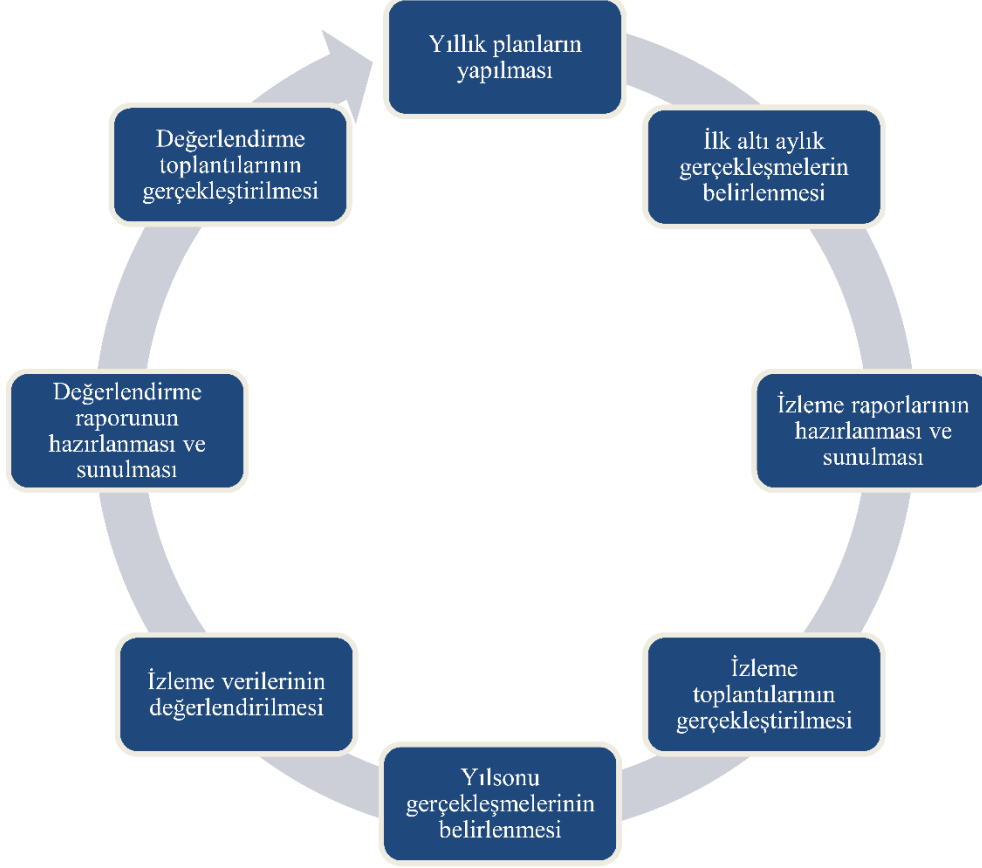 Yıllık planların
yapılması
İlk altı aylık
gerçekleşmelerin
belirlenmesi
İzleme raporlarının
hazırlanması ve
sunulması
İzleme
toplantılarının
gerçekleştirilmesi
Yılsonu
gerçekleşmelerinin
belirlenmesi
İzleme verilerinin
değerlendirilmesi
Değerlendirme
raporunun
hazırlanması ve
sunulması
Değerlendirme
toplantılarının
gerçekleştirilmesi